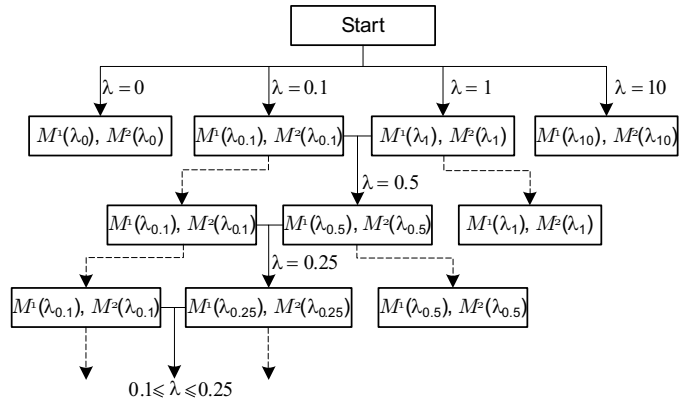 Start
λ = 0 λ = 0.1 λ = 1 λ = 10
M¹(λ₀), M²(λ₀) M¹(λ₀.₁), M²(λ₀.₁) M¹(λ₁), M²(λ₁) M¹(λ₁₀), M²(λ₁₀)
λ = 0.5
M¹(λ₀.₁), M²(λ₀.₁) M¹(λ₀.₅), M²(λ₀.₅) M¹(λ₁), M²(λ₁)
λ = 0.25
M¹(λ₀.₁), M²(λ₀.₁) M¹(λ₀.₂₅), M²(λ₀.₂₅) M¹(λ₀.₅), M²(λ₀.₅)
0.1⩽ λ ⩽0.25